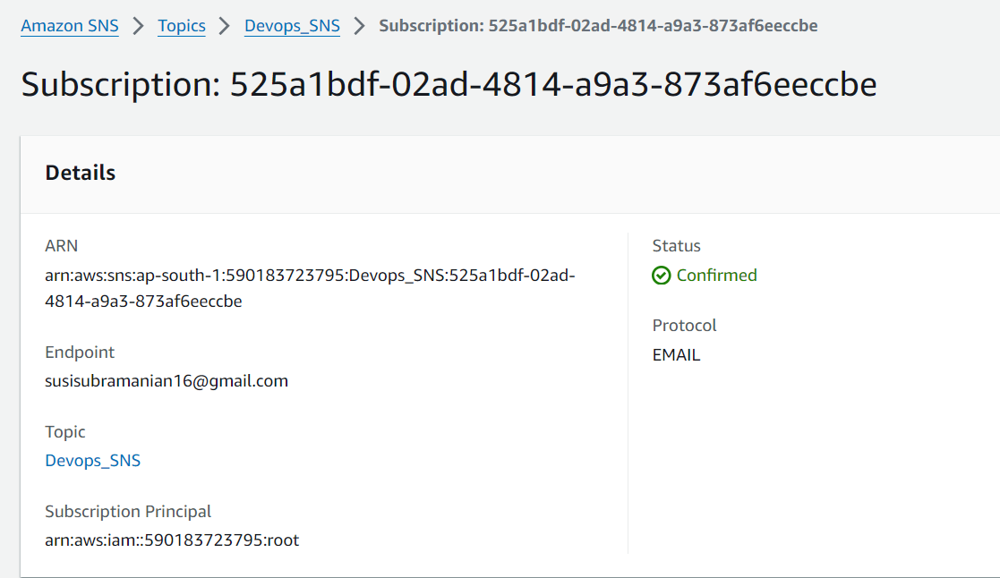 Amazon SNS > Topics > Devops_SNS > Subscription: 525a1bdf-02ad-4814-a9a3-873af6eeccbe
Subscription: 525a1bdf-02ad-4814-a9a3-873af6eeccbe
Details
ARN
arn:aws:sns:ap-south-1:590183723795:Devops_SNS:525a1bdf-02ad-
4814-a9a3-873af6eeccbe
Endpoint
susisubramanian16@gmail.com
Topic
Devops_SNS
Subscription Principal
arn:aws:iam::590183723795:root
Status
Confirmed
Protocol
EMAIL